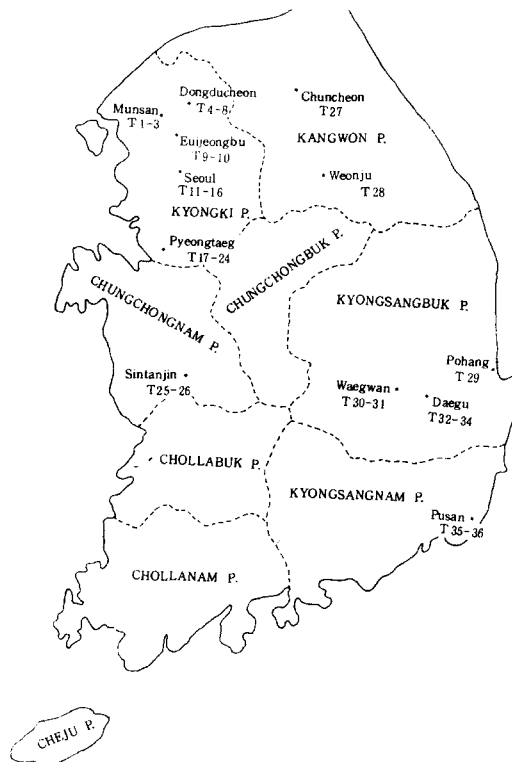 Dongducheon
T4-8
Chuncheon
T27
Munsan
T1-3
KANGWON P.
Euijeongbu
T9-10
Seoul
T11-16
Weonju
T28
KYONGKI P.
Pyeongtaeg
T17-24
CHUNGCHONGBUK P.
CHUNGCHONGNAM P.
KYONGSANGBUK P.
Pohang
T29
Sintanjin
T25-26
Waegwan
T30-31
Daegu
T32-34
CHOLLABUK P.
KYONGSANGNAM P.
Pusan
T35-36
CHOLLANAM P.
CHEJU P.